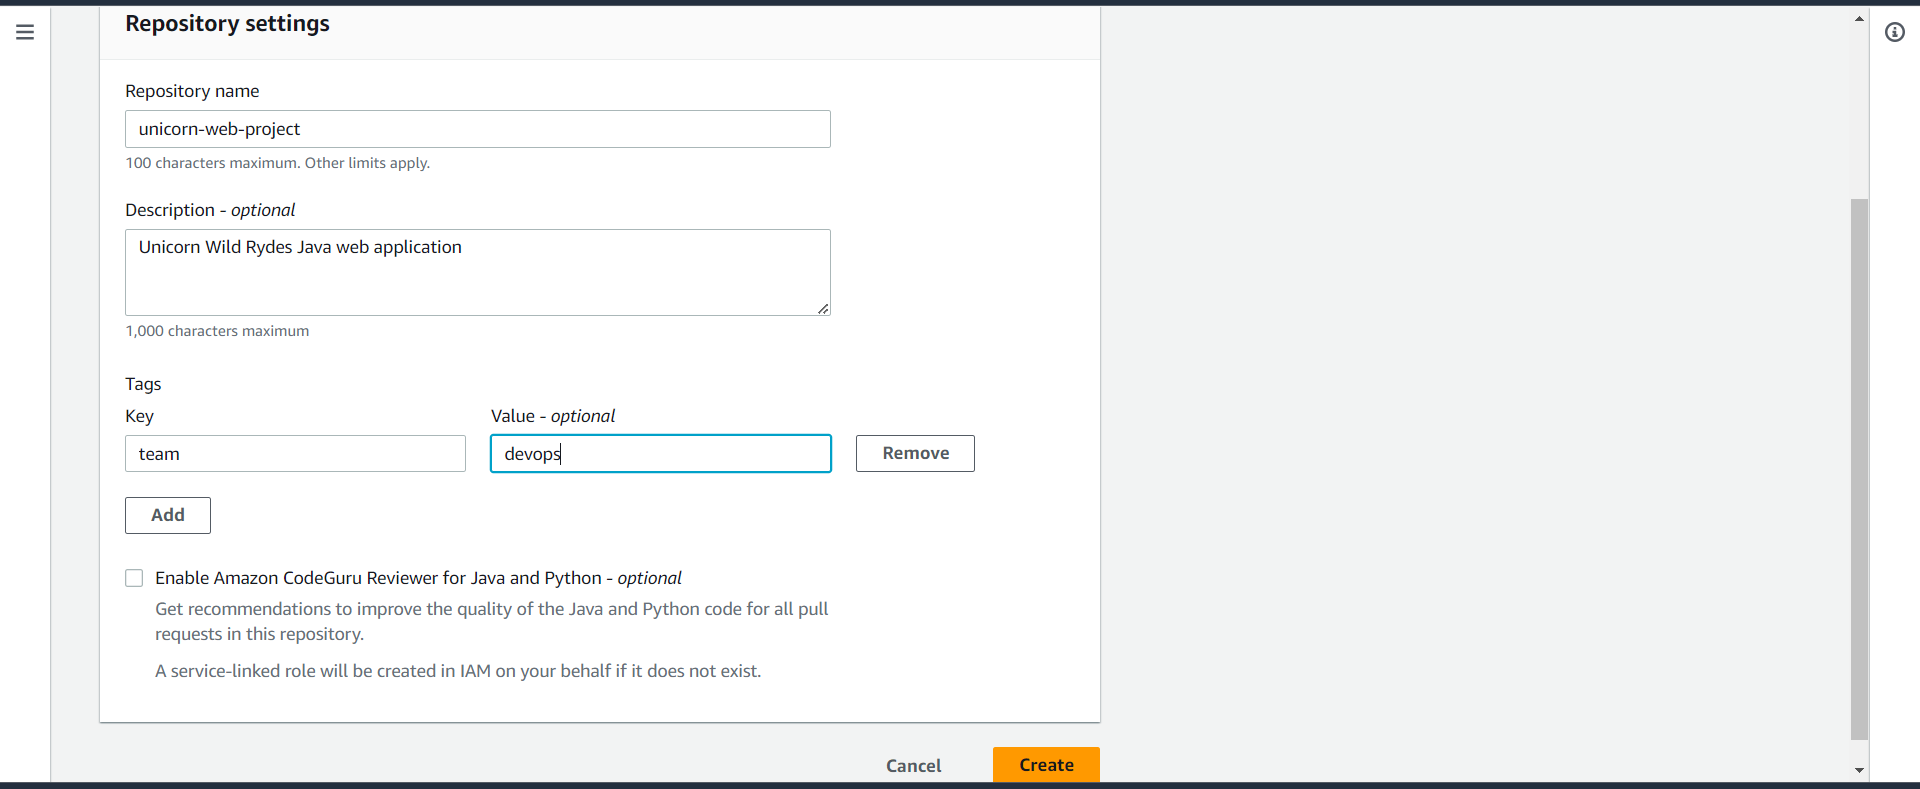 Repository settings
Repository name
unicorn-web-project
100 characters maximum. Other limits apply.
Description - optional
Unicorn Wild Rydes Java web application
1,000 characters maximum
Tags
Key
Value - optional
team
devops
Remove
Add
Enable Amazon CodeGuru Reviewer for Java and Python - optional
Get recommendations to improve the quality of the Java and Python code for all pull
requests in this repository.
A service-linked role will be created in IAM on your behalf if it does not exist.
Cancel
Create